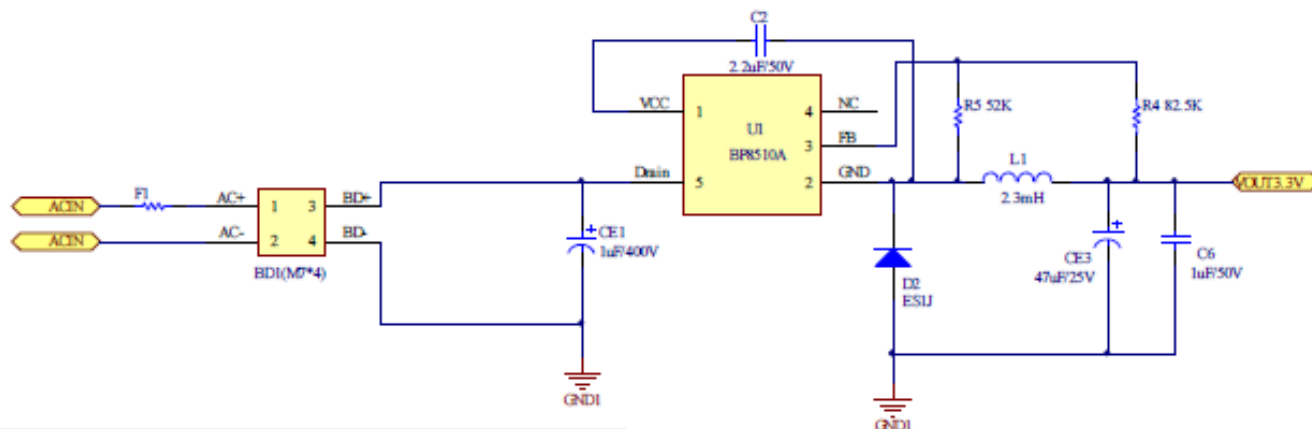 C2
2.2uF/50V
VCC
1
4
NC
U1
BP8510A
3
FB
R5 52K
R4 82.5K
Drain
5
2
GND
L1
2.3mH
VOUT3.3V
ACIN
F1
AC+
1
3
BD+
ACIN
AC-
2
4
BD-
BD1(M7*4)
CE1
1uF/400V
D2
ES1J
CE3
47uF/25V
C6
1uF/50V
GND1
GND1